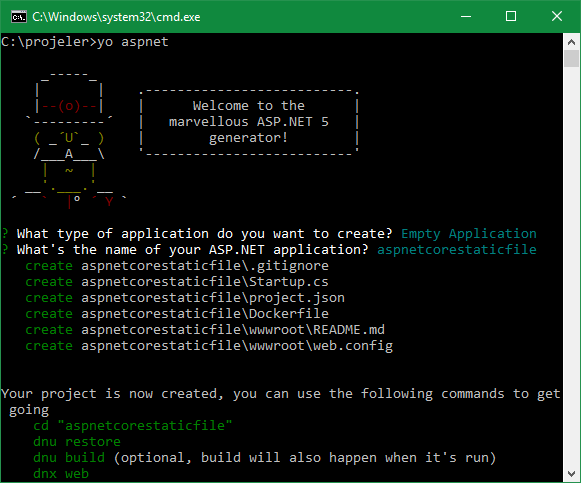 C:\Windows\system32\cmd.exe
C:\projeler>yo aspnet
     _-----_
    |       |    .--------------------------.
    |--(o)--|    |      Welcome to the      |
   `---------´   |   marvellous ASP.NET 5   |
    ( _´U`_ )    |        generator!        |
    /___A___\    '--------------------------'
     |  ~  |
   __'.___.'__
 ´   `  |° ´ Y `
? What type of application do you want to create? Empty Application
? What's the name of your ASP.NET application? aspnetcorestaticfile
   create aspnetcorestaticfile\.gitignore
   create aspnetcorestaticfile\Startup.cs
   create aspnetcorestaticfile\project.json
   create aspnetcorestaticfile\Dockerfile
   create aspnetcorestaticfile\wwwroot\README.md
   create aspnetcorestaticfile\wwwroot\web.config
Your project is now created, you can use the following commands to get
 going
    cd "aspnetcorestaticfile"
    dnu restore
    dnu build (optional, build will also happen when it's run)
    dnx web